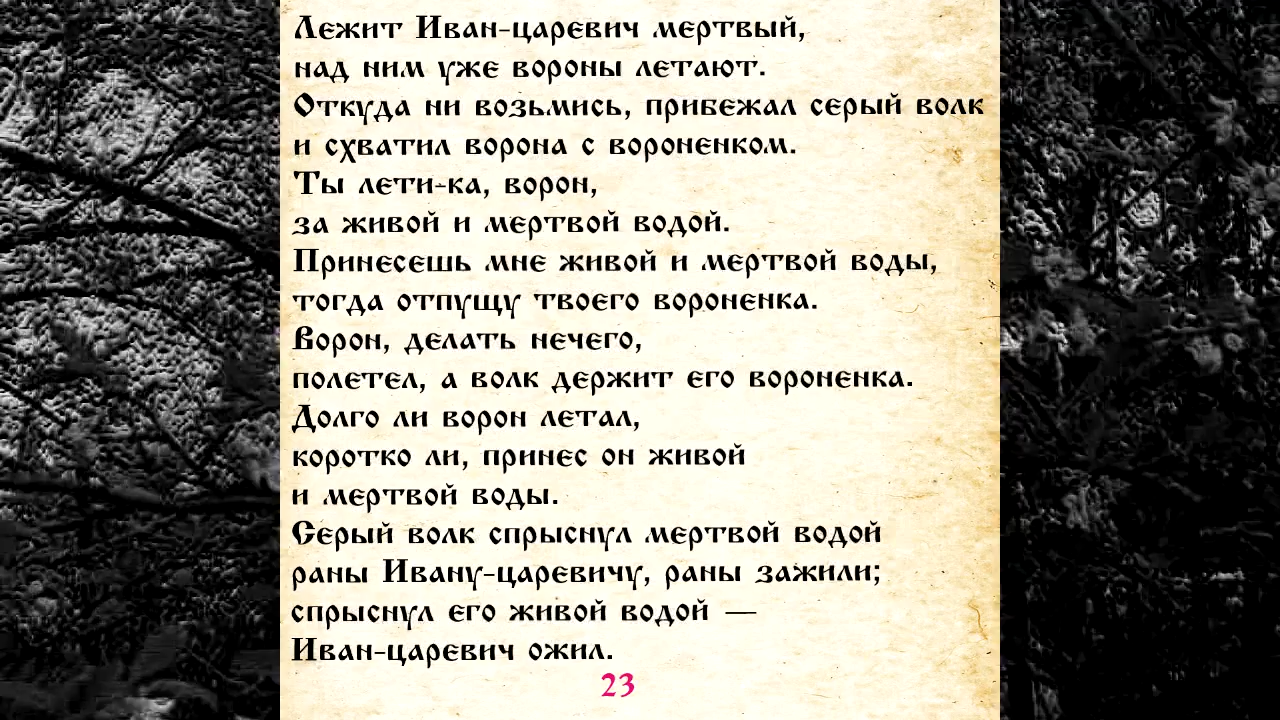 Лежит Иван-царевич мертвый,
над ним уже вороны летают.
Откуда ни возьмись, прибежал серый волк
и схватил ворона с вороненком.
Ты лети-ка, ворон,
за живой и мертвой водой.
Принесешь мне живой и мертвой воды,
тогда отпущу твоего вороненка.
Ворон, делать нечего,
полетел, а волк держит его вороненка.
Долго ли ворон летал,
коротко ли, принес он живой
и мертвой воды.
Серый волк спрыснул мертвой водой
раны Ивану-царевичу, раны зажили;
спрыснул его живой водой —
Иван-царевич ожил.
23